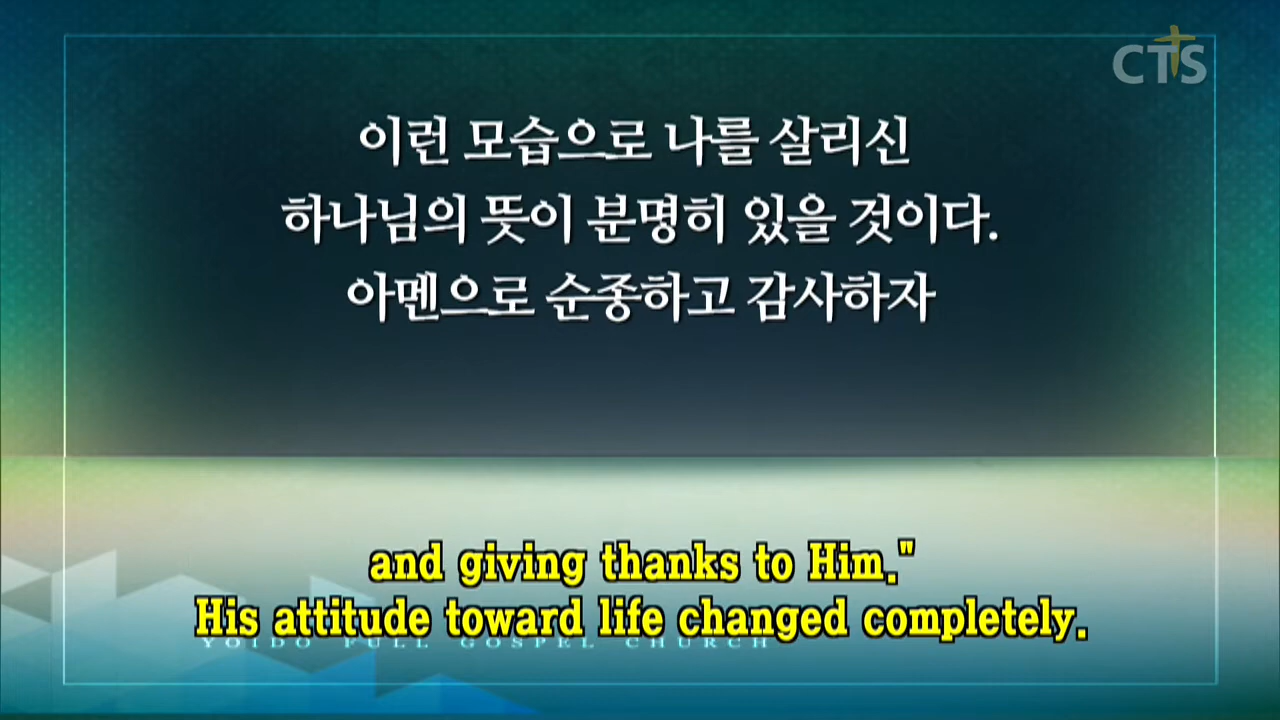 CTS
이런 모습으로 나를 살리신
하나님의 뜻이 분명히 있을 것이다.
아멘으로 순종하고 감사하자
and giving thanks to Him."
His attitude toward life changed completely.
YOIDO FULL GOSPEL CHURCH